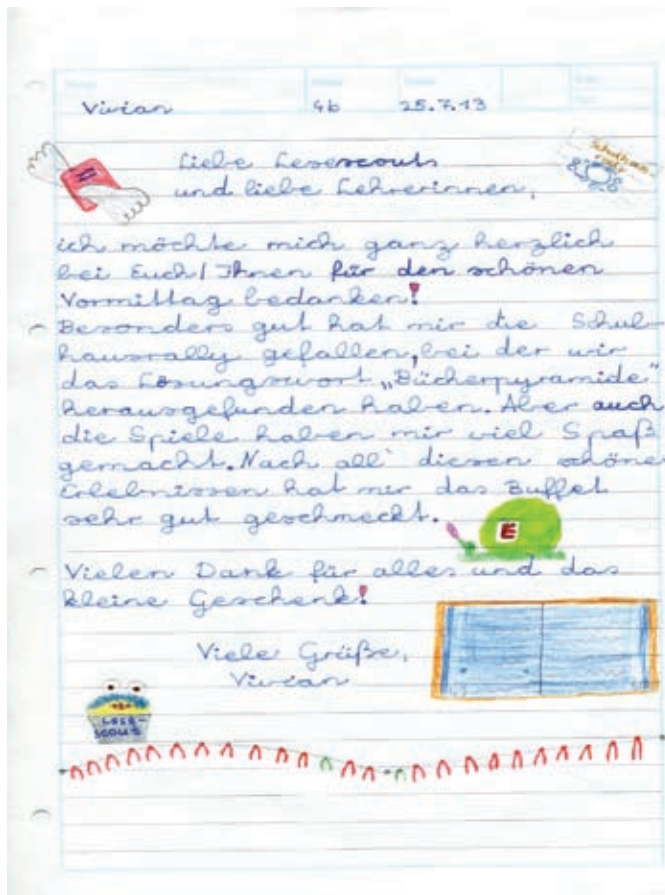 Vivian 4b 25.7.13
Liebe Lesescouts
und liebe Lehrerinnen,
ich möchte mich ganz herzlich
bei Euch/Ihnen für den schönen
Vormittag bedanken!
Besonders gut hat mir die Schul-
hausrally gefallen, bei der wir
das Lösungswort „Bücherpyramide"
herausgefunden haben. Aber auch
die Spiele haben mir viel Spaß
gemacht. Nach all' diesen schöne
Erlebnissen hat mir das Buffet
sehr gut geschmeckt.
E
Vielen Dank für alles und das
kleine Geschenk!
Viele Grüße,
Vivian
Lese-
scout